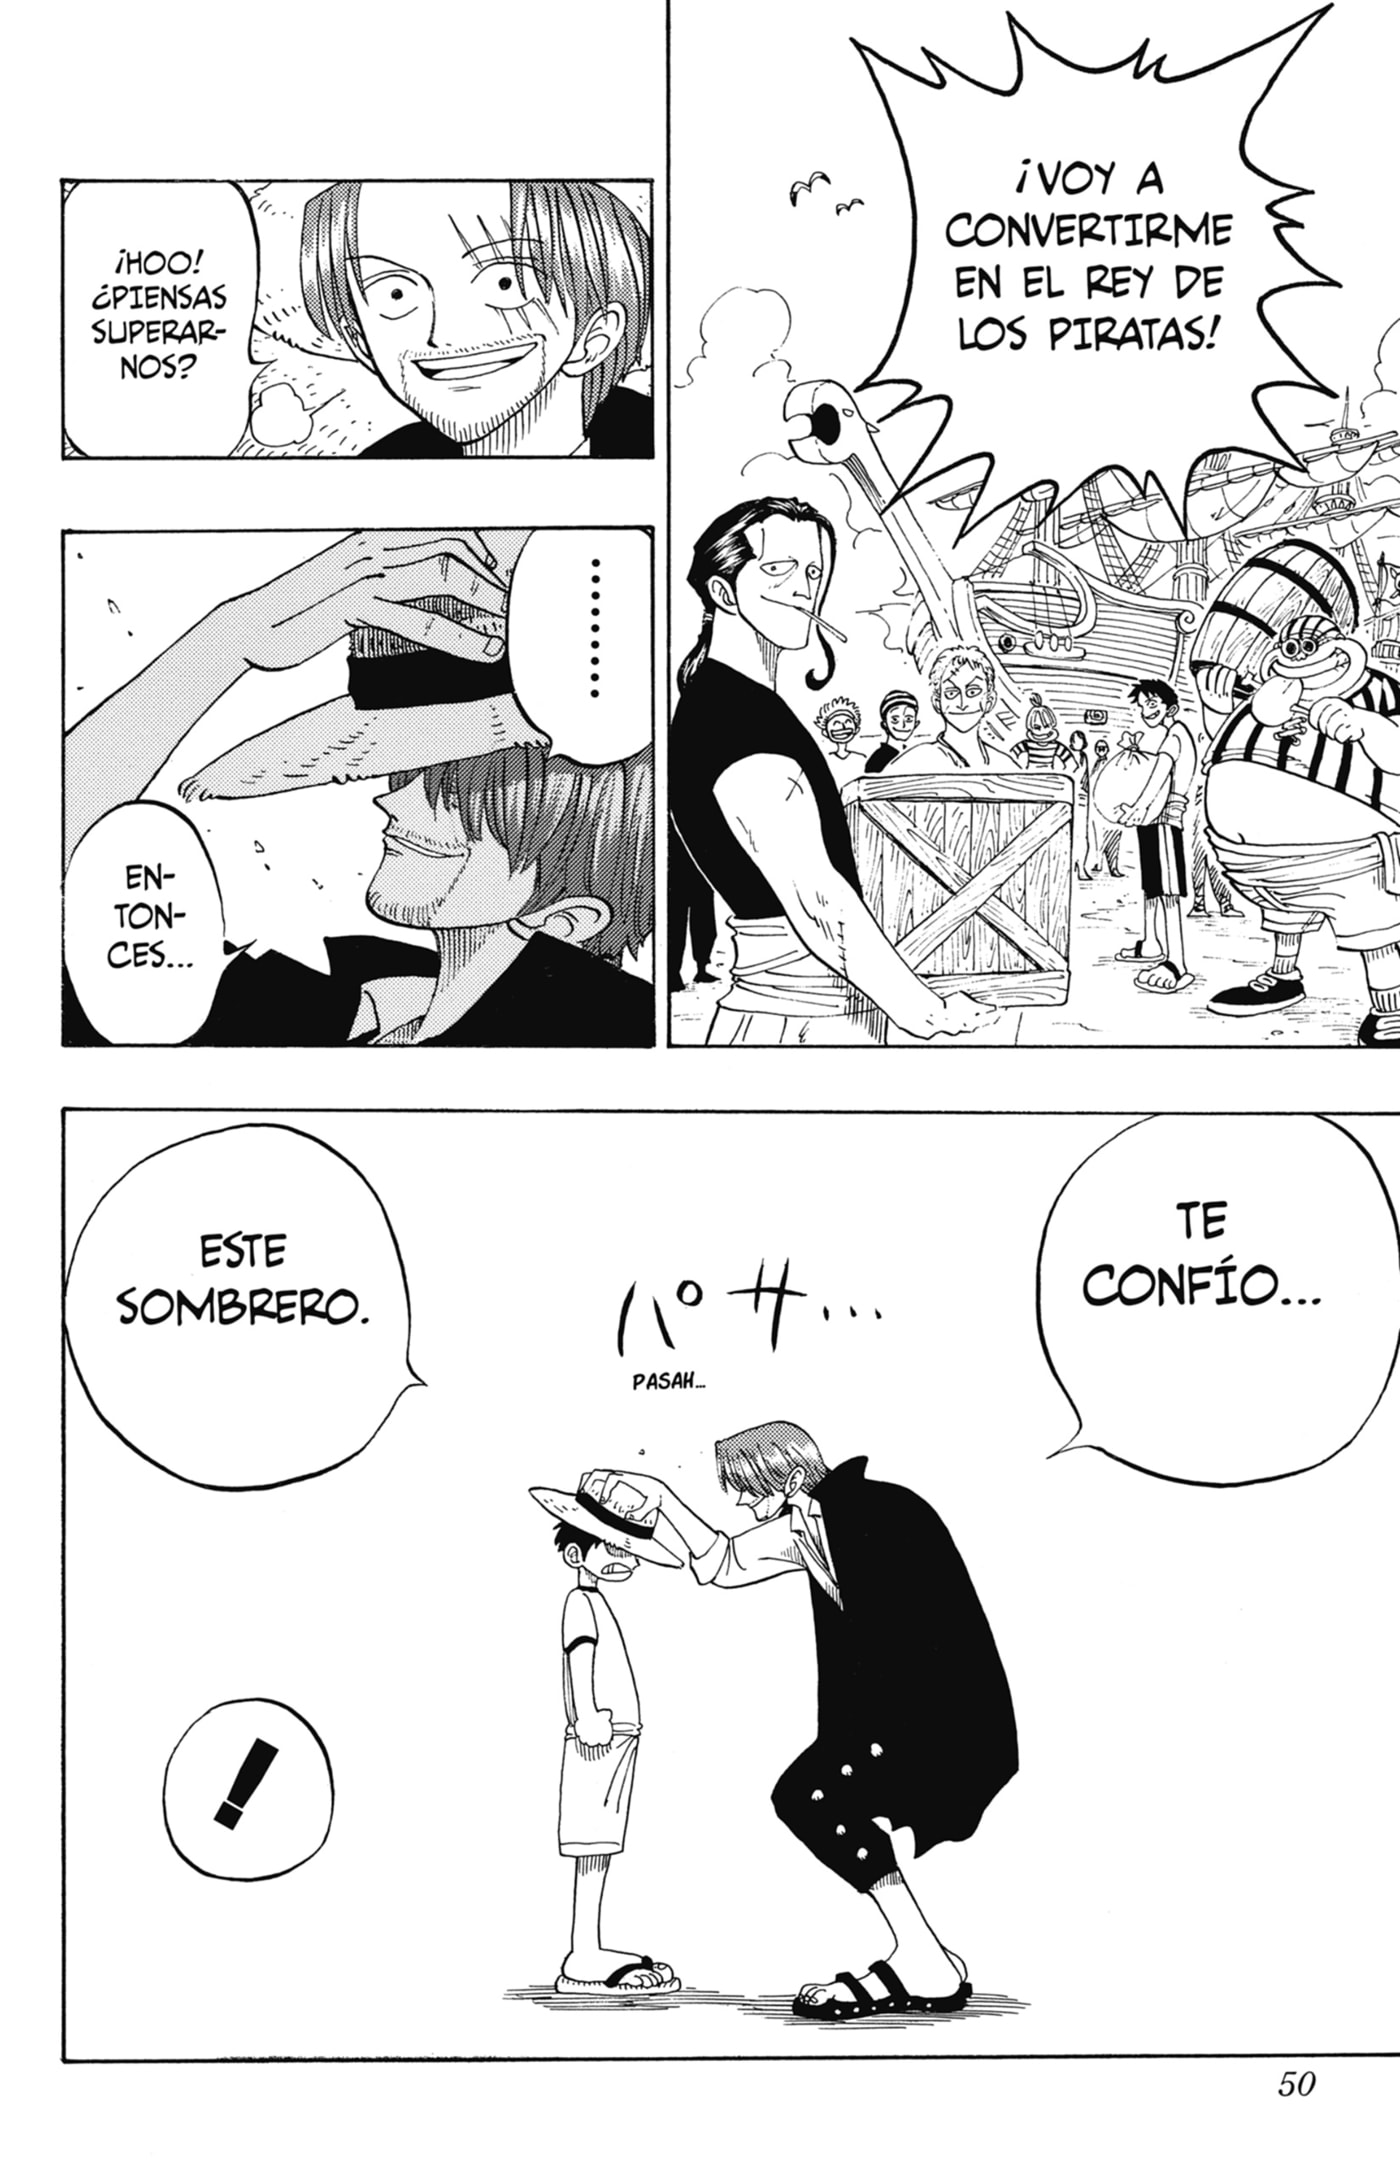 ¡VOY A
CONVERTIRME
EN EL REY DE
LOS PIRATAS!
¡HOO!
¿PIENSAS
SUPERAR-
NOS?
........
EN-
TON-
CES...
TE
CONFÍO...
パサ...
PASAH...
ESTE
SOMBRERO.
!
50